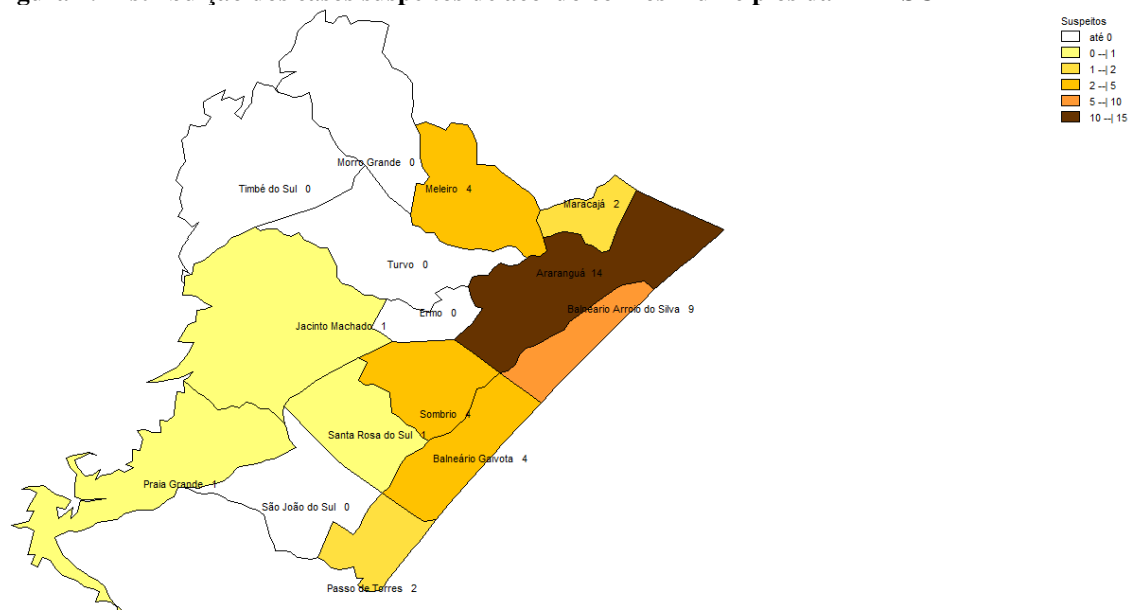 Suspeitos
até 0
0 --| 1
1 --| 2
2 --| 5
5 --| 10
10 --| 15
Morro Grande 0
Timbé do Sul 0
Meleiro 4
Maracajá 2
Turvo 0
Araranguá 14
Ermo 0
Balneário Arroio do Silva 9
Jacinto Machado 1
Sombrio 4
Santa Rosa do Sul 1
Balneário Gaivota 4
Praia Grande 1
São João do Sul 0
Passo de Torres 2